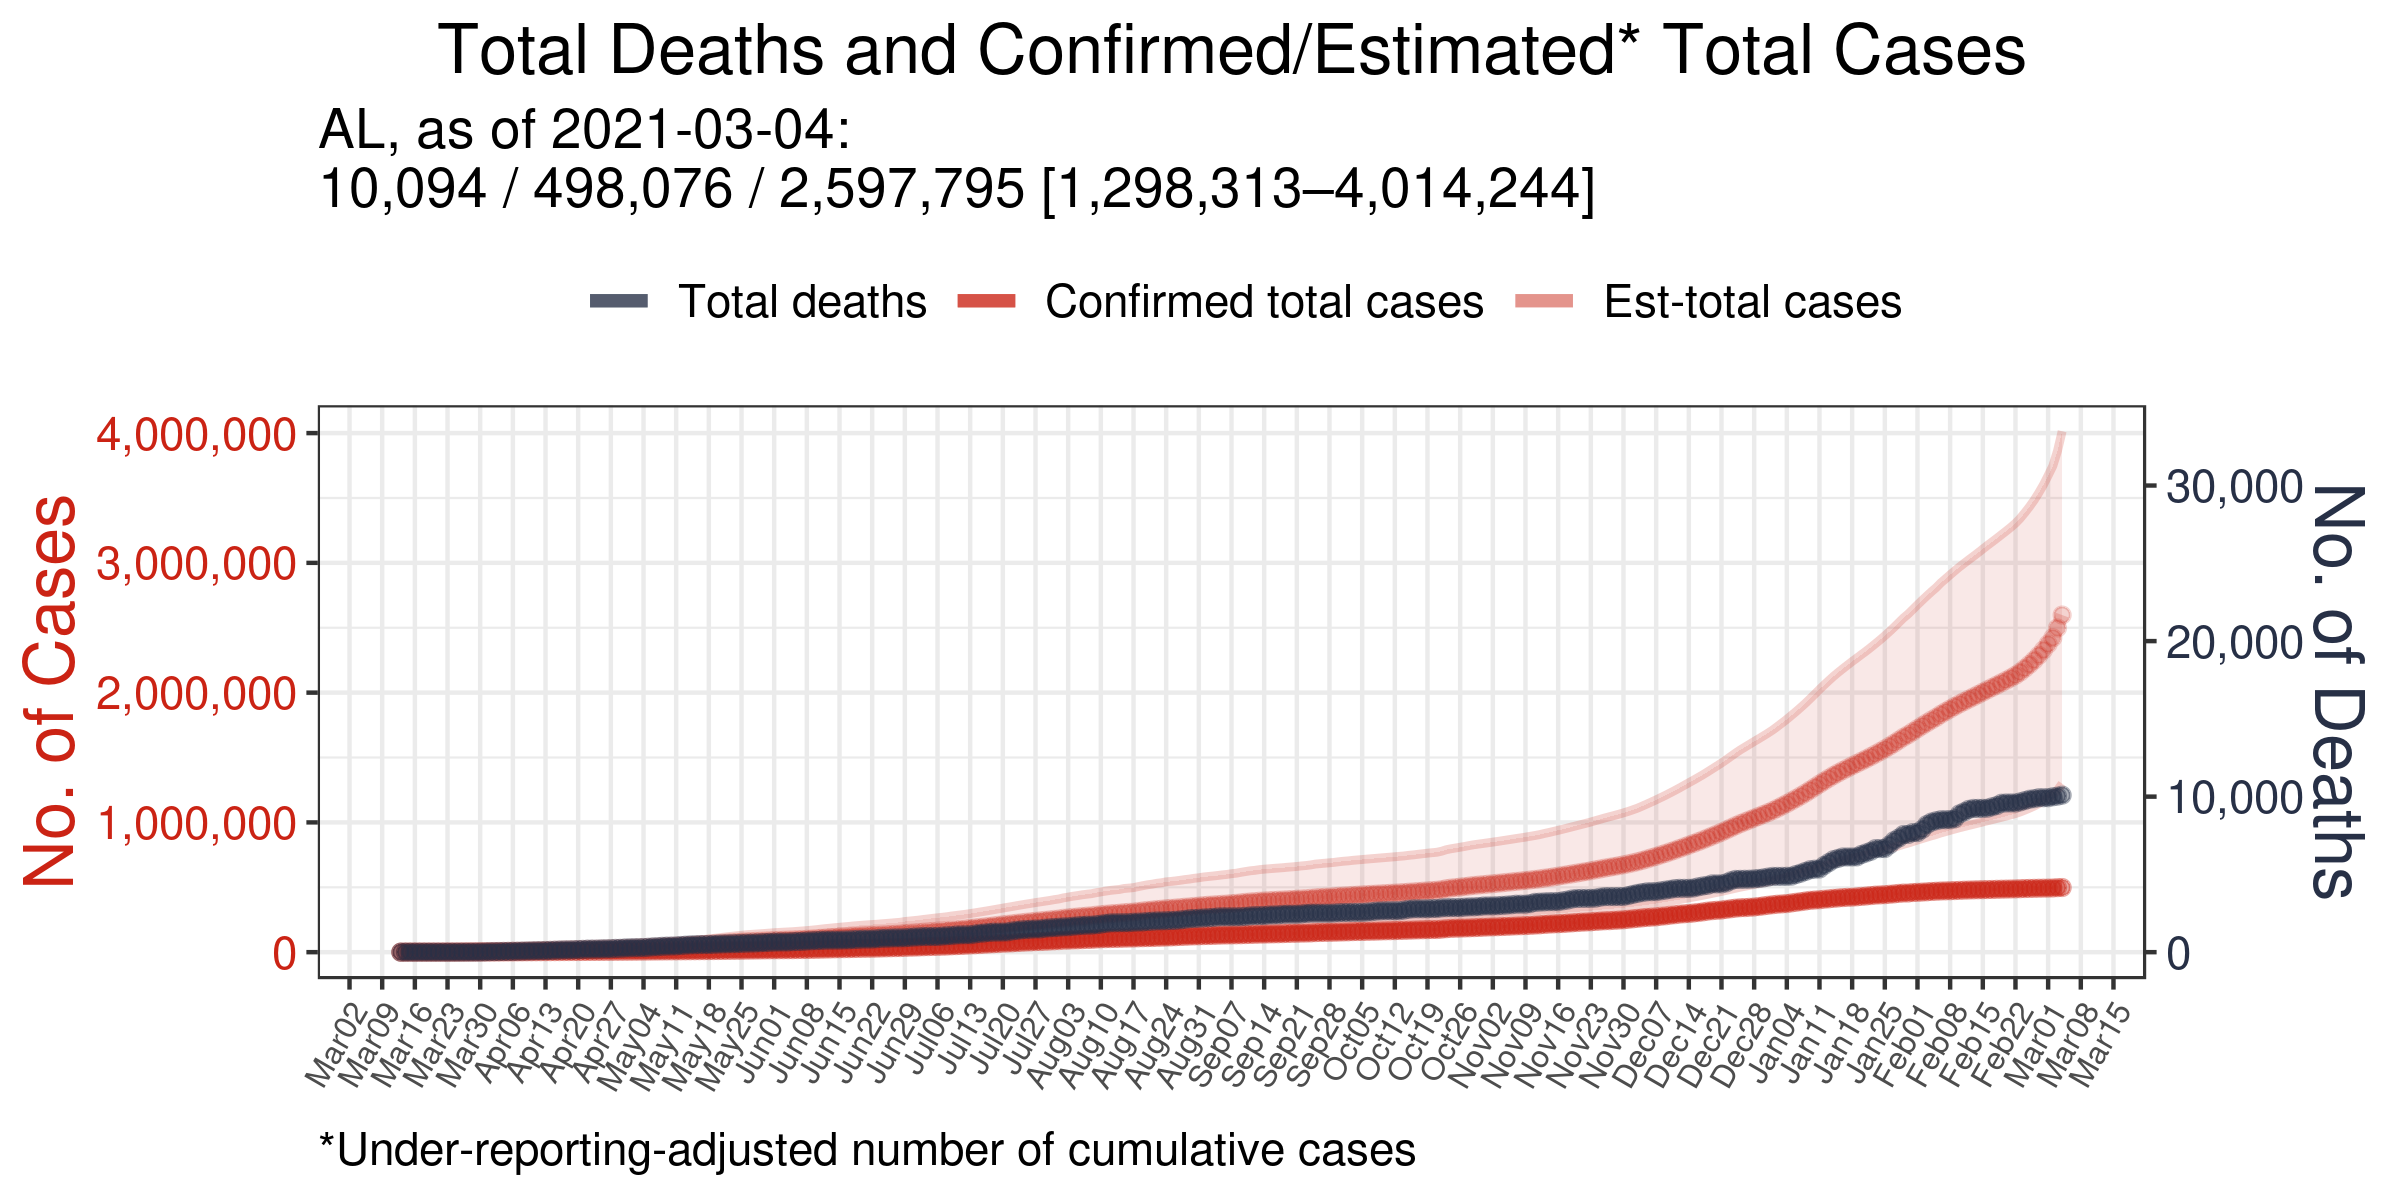 Total Deaths and Confirmed/Estimated* Total Cases
AL, as of 2021-03-04:
10,094 / 498,076 / 2,597,795 [1,298,313–4,014,244]
Total deaths
Confirmed total cases
Est-total cases
No. of Cases
4,000,000
3,000,000
2,000,000
1,000,000
0
30,000
20,000
10,000
0
No. of Deaths
Mar02
Mar09
Mar16
Mar23
Mar30
Apr06
Apr13
Apr20
Apr27
May04
May11
May18
May25
Jun01
Jun08
Jun15
Jun22
Jun29
Jul06
Jul13
Jul20
Jul27
Aug03
Aug10
Aug17
Aug24
Aug31
Sep07
Sep14
Sep21
Sep28
Oct05
Oct12
Oct19
Oct26
Nov02
Nov09
Nov16
Nov23
Nov30
Dec07
Dec14
Dec21
Dec28
Jan04
Jan11
Jan18
Jan25
Feb01
Feb08
Feb15
Feb22
Mar01
Mar08
Mar15
*Under-reporting-adjusted number of cumulative cases